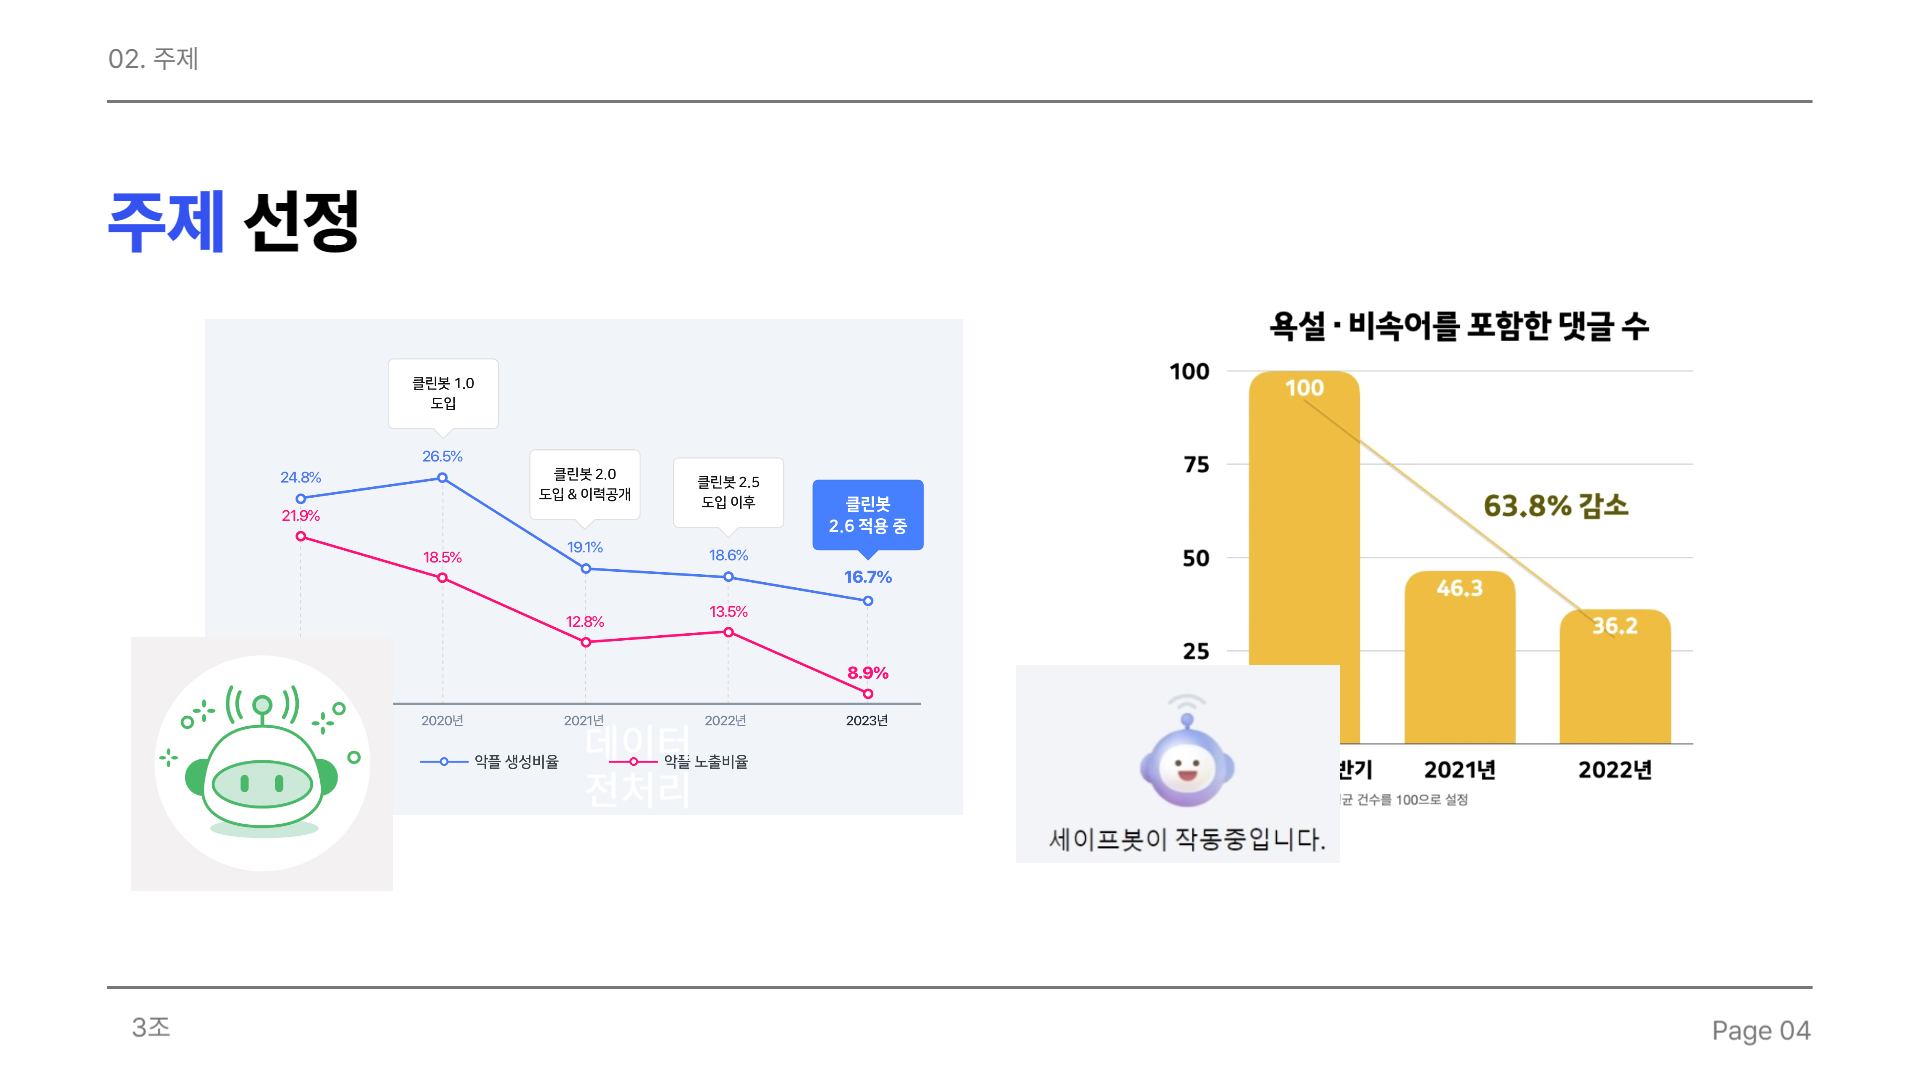 02. 주제
주제 선정
클린봇 1.0
도입
클린봇 2.0
도입 & 이력공개
클린봇 2.5
도입 이후
클린봇
2.6 적용 중
24.8%
26.5%
19.1%
18.6%
16.7%
21.9%
18.5%
12.8%
13.5%
8.9%
2020년
2021년
2022년
2023년
악플 생성비율
악플 노출비율
데이터
전처리
욕설·비속어를 포함한 댓글 수
100
75
50
25
100
46.3
36.2
63.8% 감소
반기
2021년
2022년
건수를 100으로 설정
세이프봇이 작동중입니다.
3조
Page 04